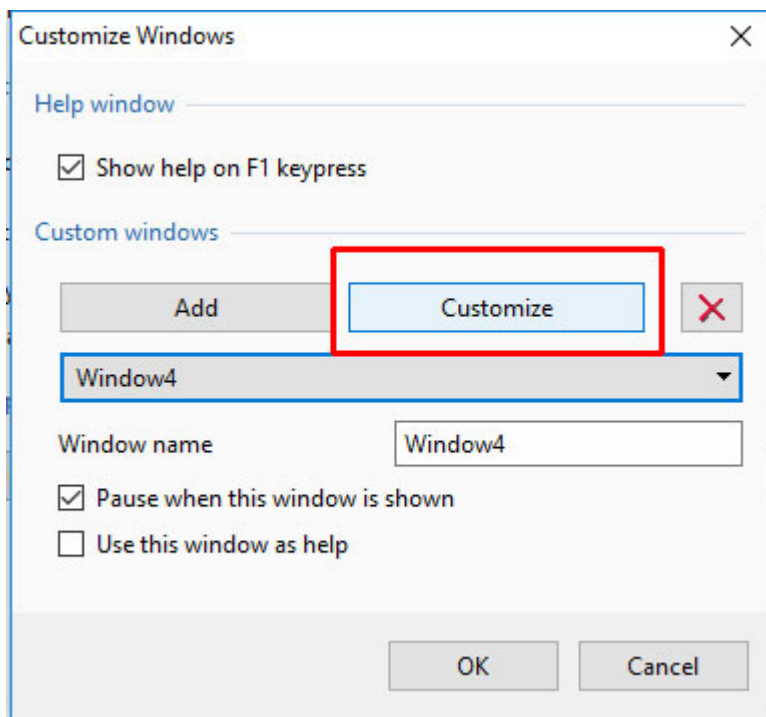 Customize Windows
Help window
Show help on F1 keypress
Custom windows
Add Customize
Window4
Window name Window4
Pause when this window is shown
Use this window as help
OK Cancel